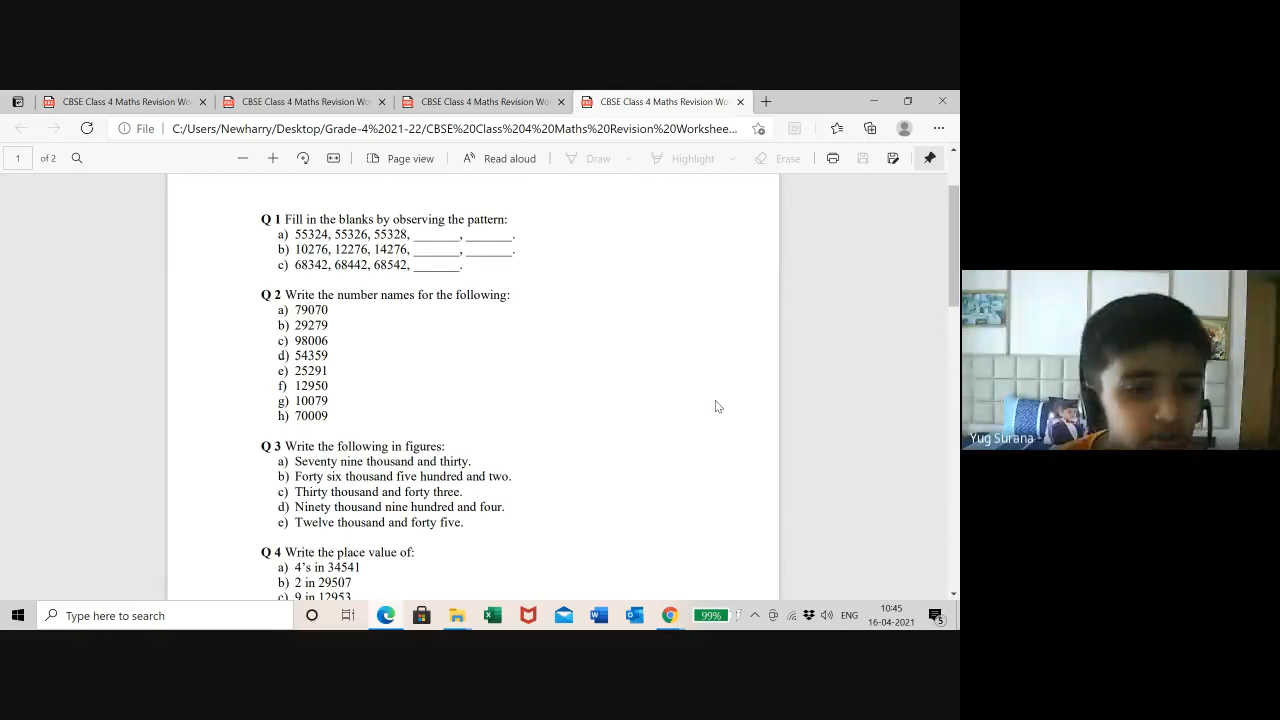 CBSE Class 4 Maths Revision Wo
CBSE Class 4 Maths Revision Wo
CBSE Class 4 Maths Revision Wo
CBSE Class 4 Maths Revision Wo
File
C:/Users/Newharry/Desktop/Grade-4%2021-22/CBSE%20Class%204%20Maths%20Revision%20Workshee...
1 of 2
Page view
Read aloud
Draw
Highlight
Erase
Q 1 Fill in the blanks by observing the pattern:
a) 55324, 55326, 55328, _______, _______.
b) 10276, 12276, 14276, _______, _______.
c) 68342, 68442, 68542, _______.
Q 2 Write the number names for the following:
a) 79070
b) 29279
c) 98006
d) 54359
e) 25291
f) 12950
g) 10079
h) 70009
Q 3 Write the following in figures:
a) Seventy nine thousand and thirty.
b) Forty six thousand five hundred and two.
c) Thirty thousand and forty three.
d) Ninety thousand nine hundred and four.
e) Twelve thousand and forty five.
Q 4 Write the place value of:
a) 4's in 34541
b) 2 in 29507
c) 9 in 12953
Yug Surana
Type here to search
99%
ENG
10:45
16-04-2021
5